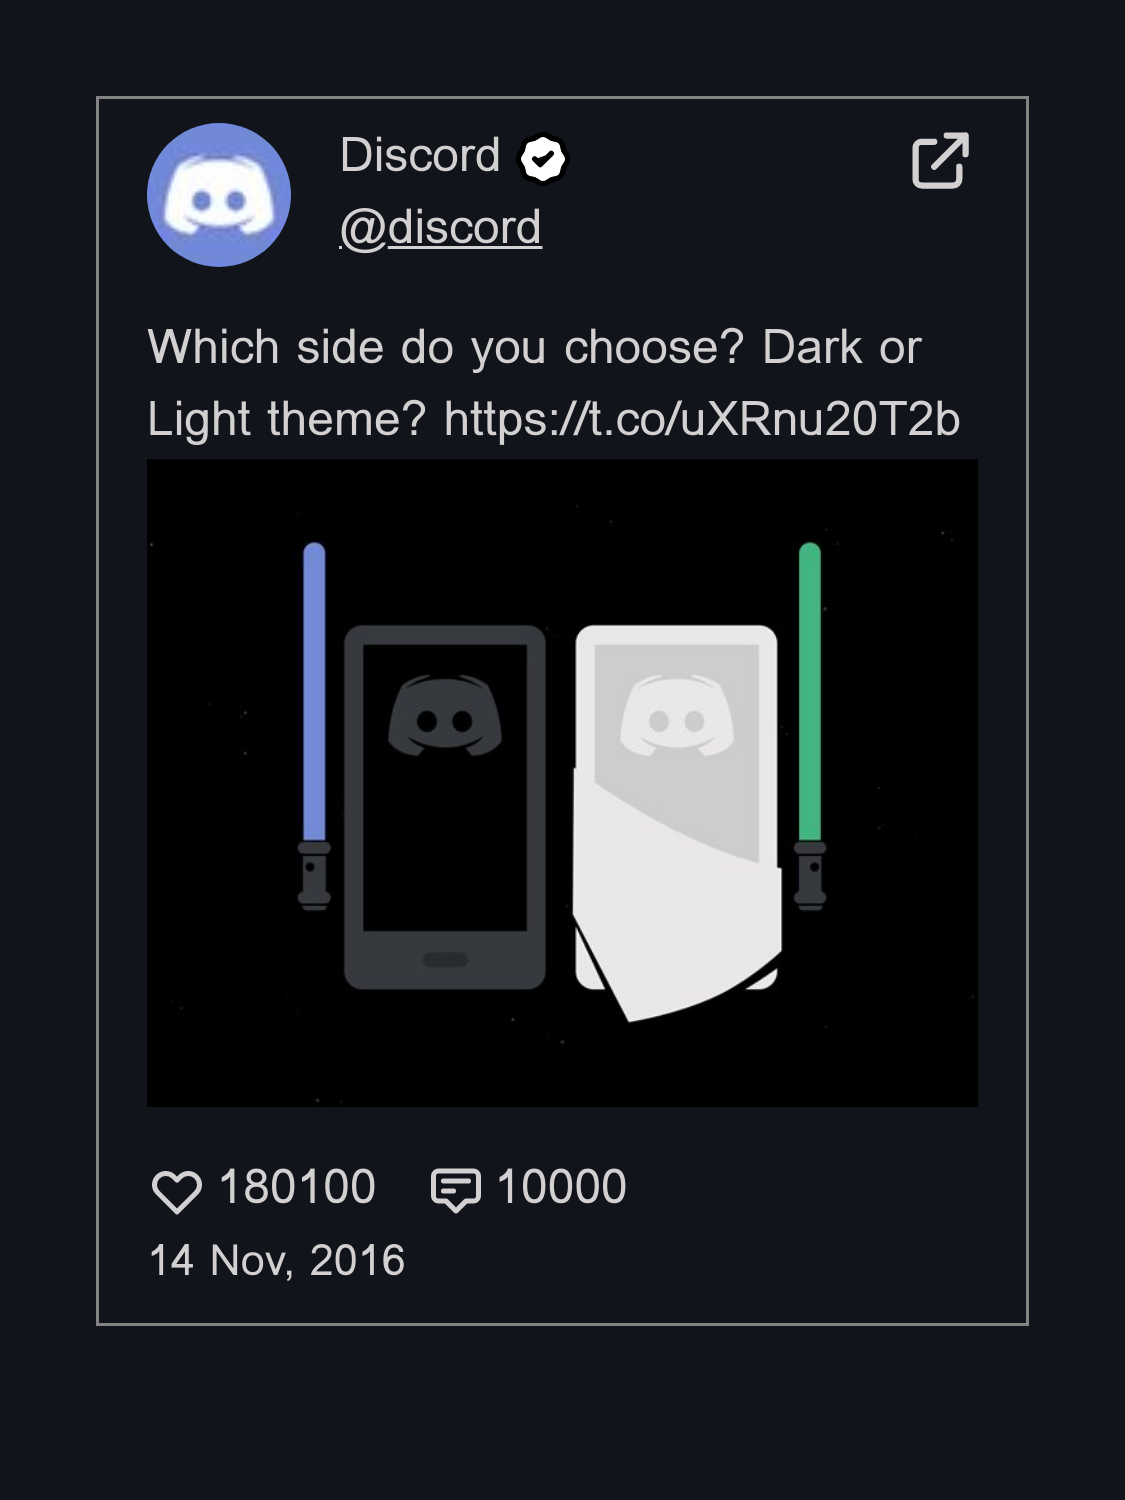 Discord
@discord
Which side do you choose? Dark or
Light theme? https://t.co/uXRnu20T2b
180100 10000
14 Nov, 2016